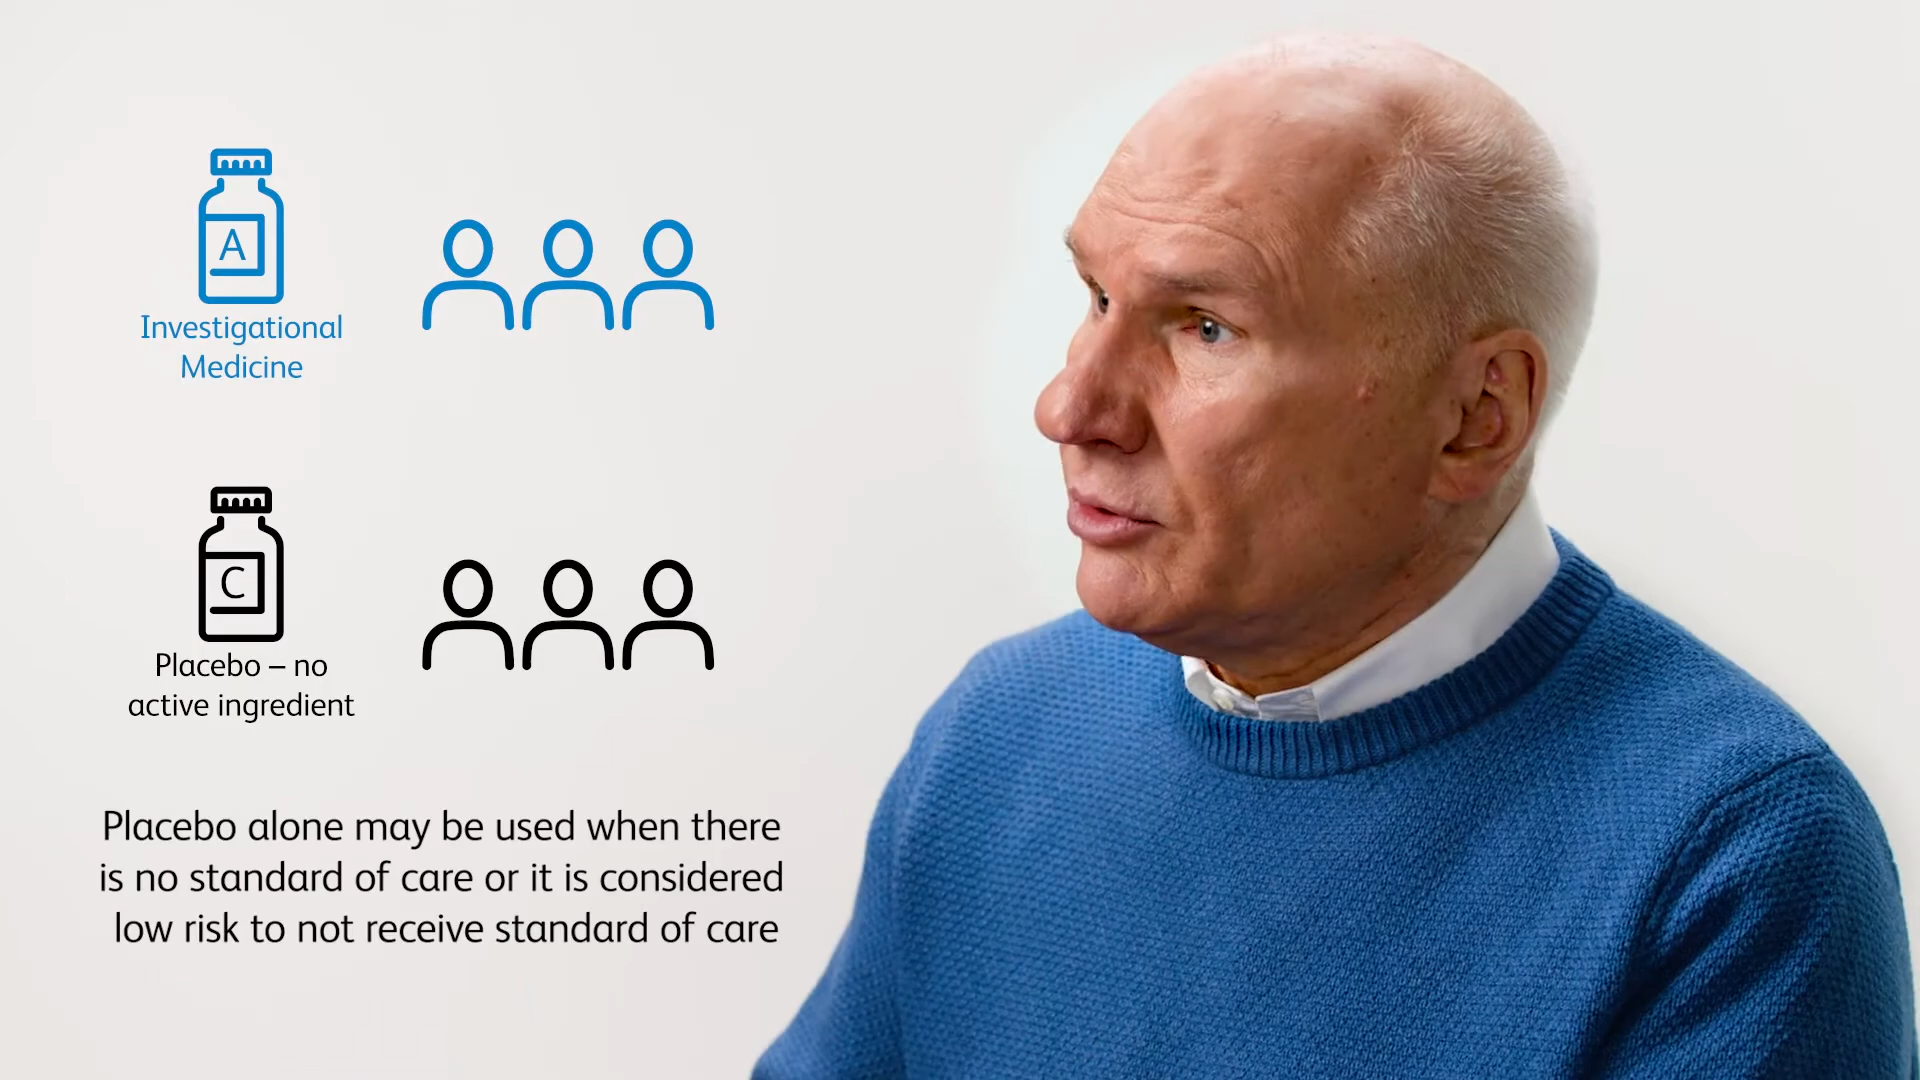 A
Investigational
Medicine
C
Placebo – no
active ingredient
Placebo alone may be used when there
is no standard of care or it is considered
low risk to not receive standard of care